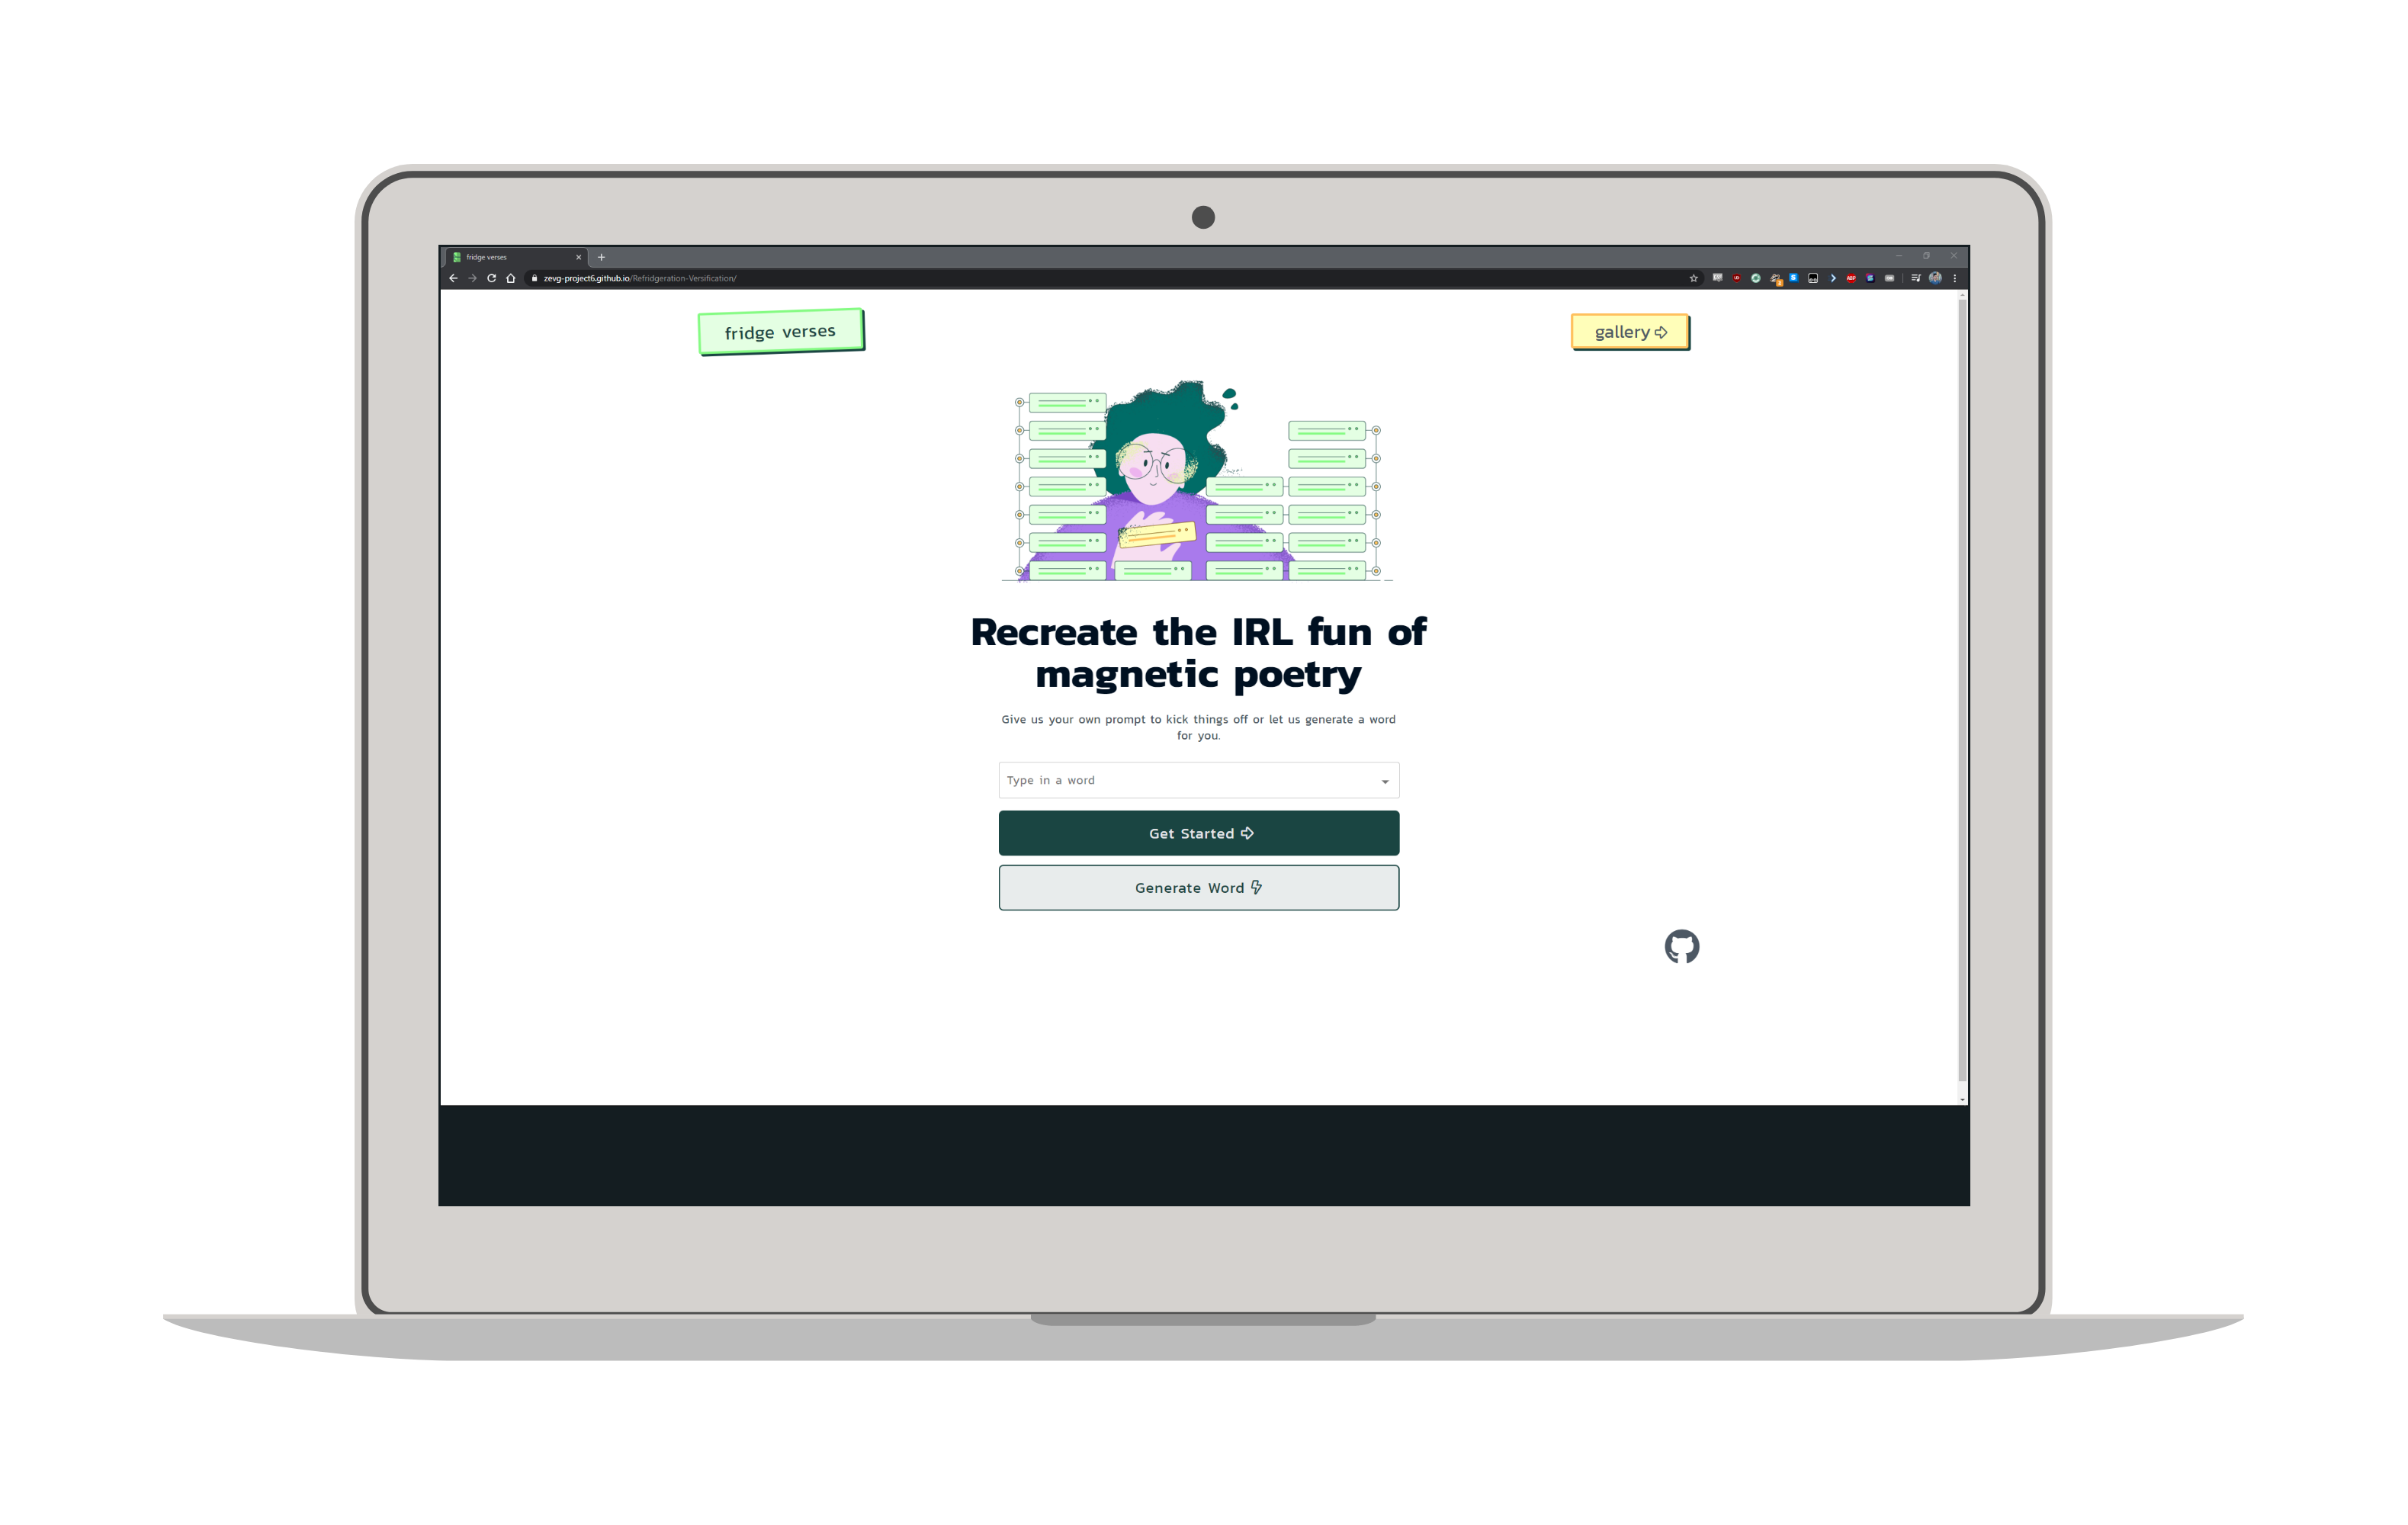 fridge verses
zevg-project6.github.io/Refridgeration-Versification/
fridge verses
gallery
Recreate the IRL fun of
magnetic poetry
Give us your own prompt to kick things off or let us generate a word
for you.
Type in a word
Get Started
Generate Word